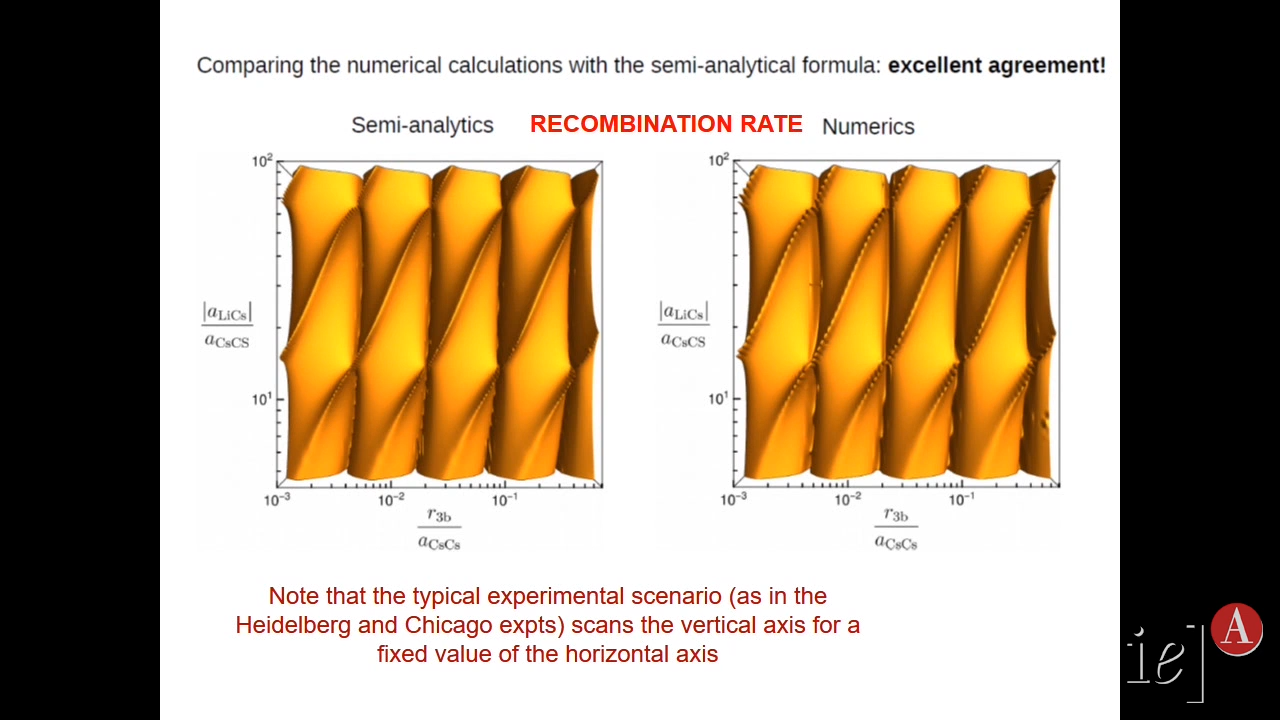 Comparing the numerical calculations with the semi-analytical formula: excellent agreement!
Semi-analytics RECOMBINATION RATE Numerics
10² 10²
|aLiCs| |aLiCs|
aCsCS aCsCS
10¹ 10¹
10⁻³ 10⁻² 10⁻¹ 10⁻³ 10⁻² 10⁻¹
r3b r3b
aCsCs aCsCs
Note that the typical experimental scenario (as in the
Heidelberg and Chicago expts) scans the vertical axis for a
fixed value of the horizontal axis
ie] A